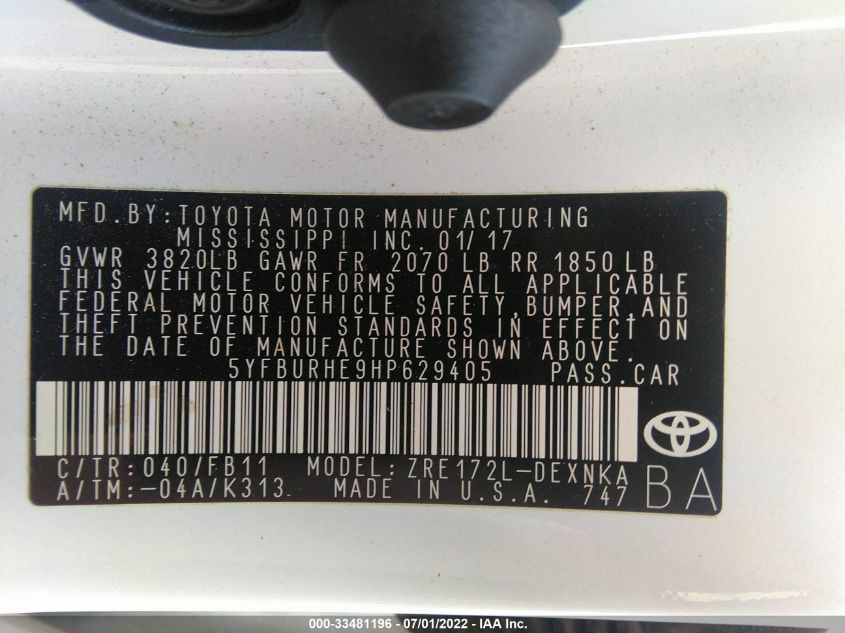 MFD.BY:TOYOTA MOTOR MANUFACTURING
MISSISSIPPI INC. 01/17
GVWR 3820LB GAWR FR 2070 LB RR 1850 LB
THIS VEHICLE CONFORMS TO ALL APPLICABLE
FEDERAL MOTOR VEHICLE SAFETY,BUMPER,AND
THEFT PREVENTION STANDARDS IN EFFECT ON
THE DATE OF MANUFACTURE SHOWN ABOVE.
5YFBURHE9HP629405 PASS.CAR
C/TR: 040/FB11 MODEL: ZRE172L-DEXNKA
A/TM:-04A/K313 MADE IN U.S.A. 747
BA
000-33481196 - 07/01/2022 - IAA Inc.